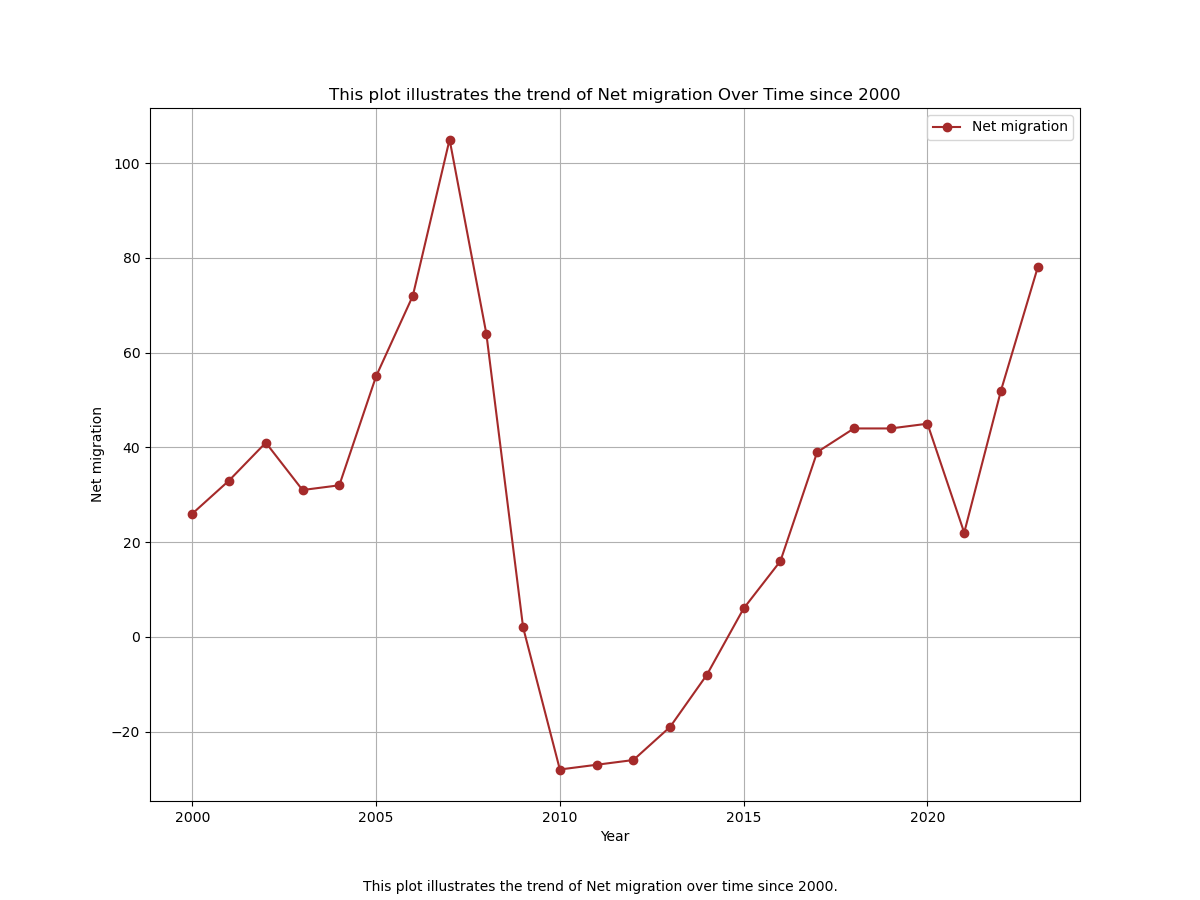 This plot illustrates the trend of Net migration Over Time since 2000
Net migration
100
80
60
40
20
0
−20
Net migration
2000 2005 2010 2015 2020
Year
This plot illustrates the trend of Net migration over time since 2000.